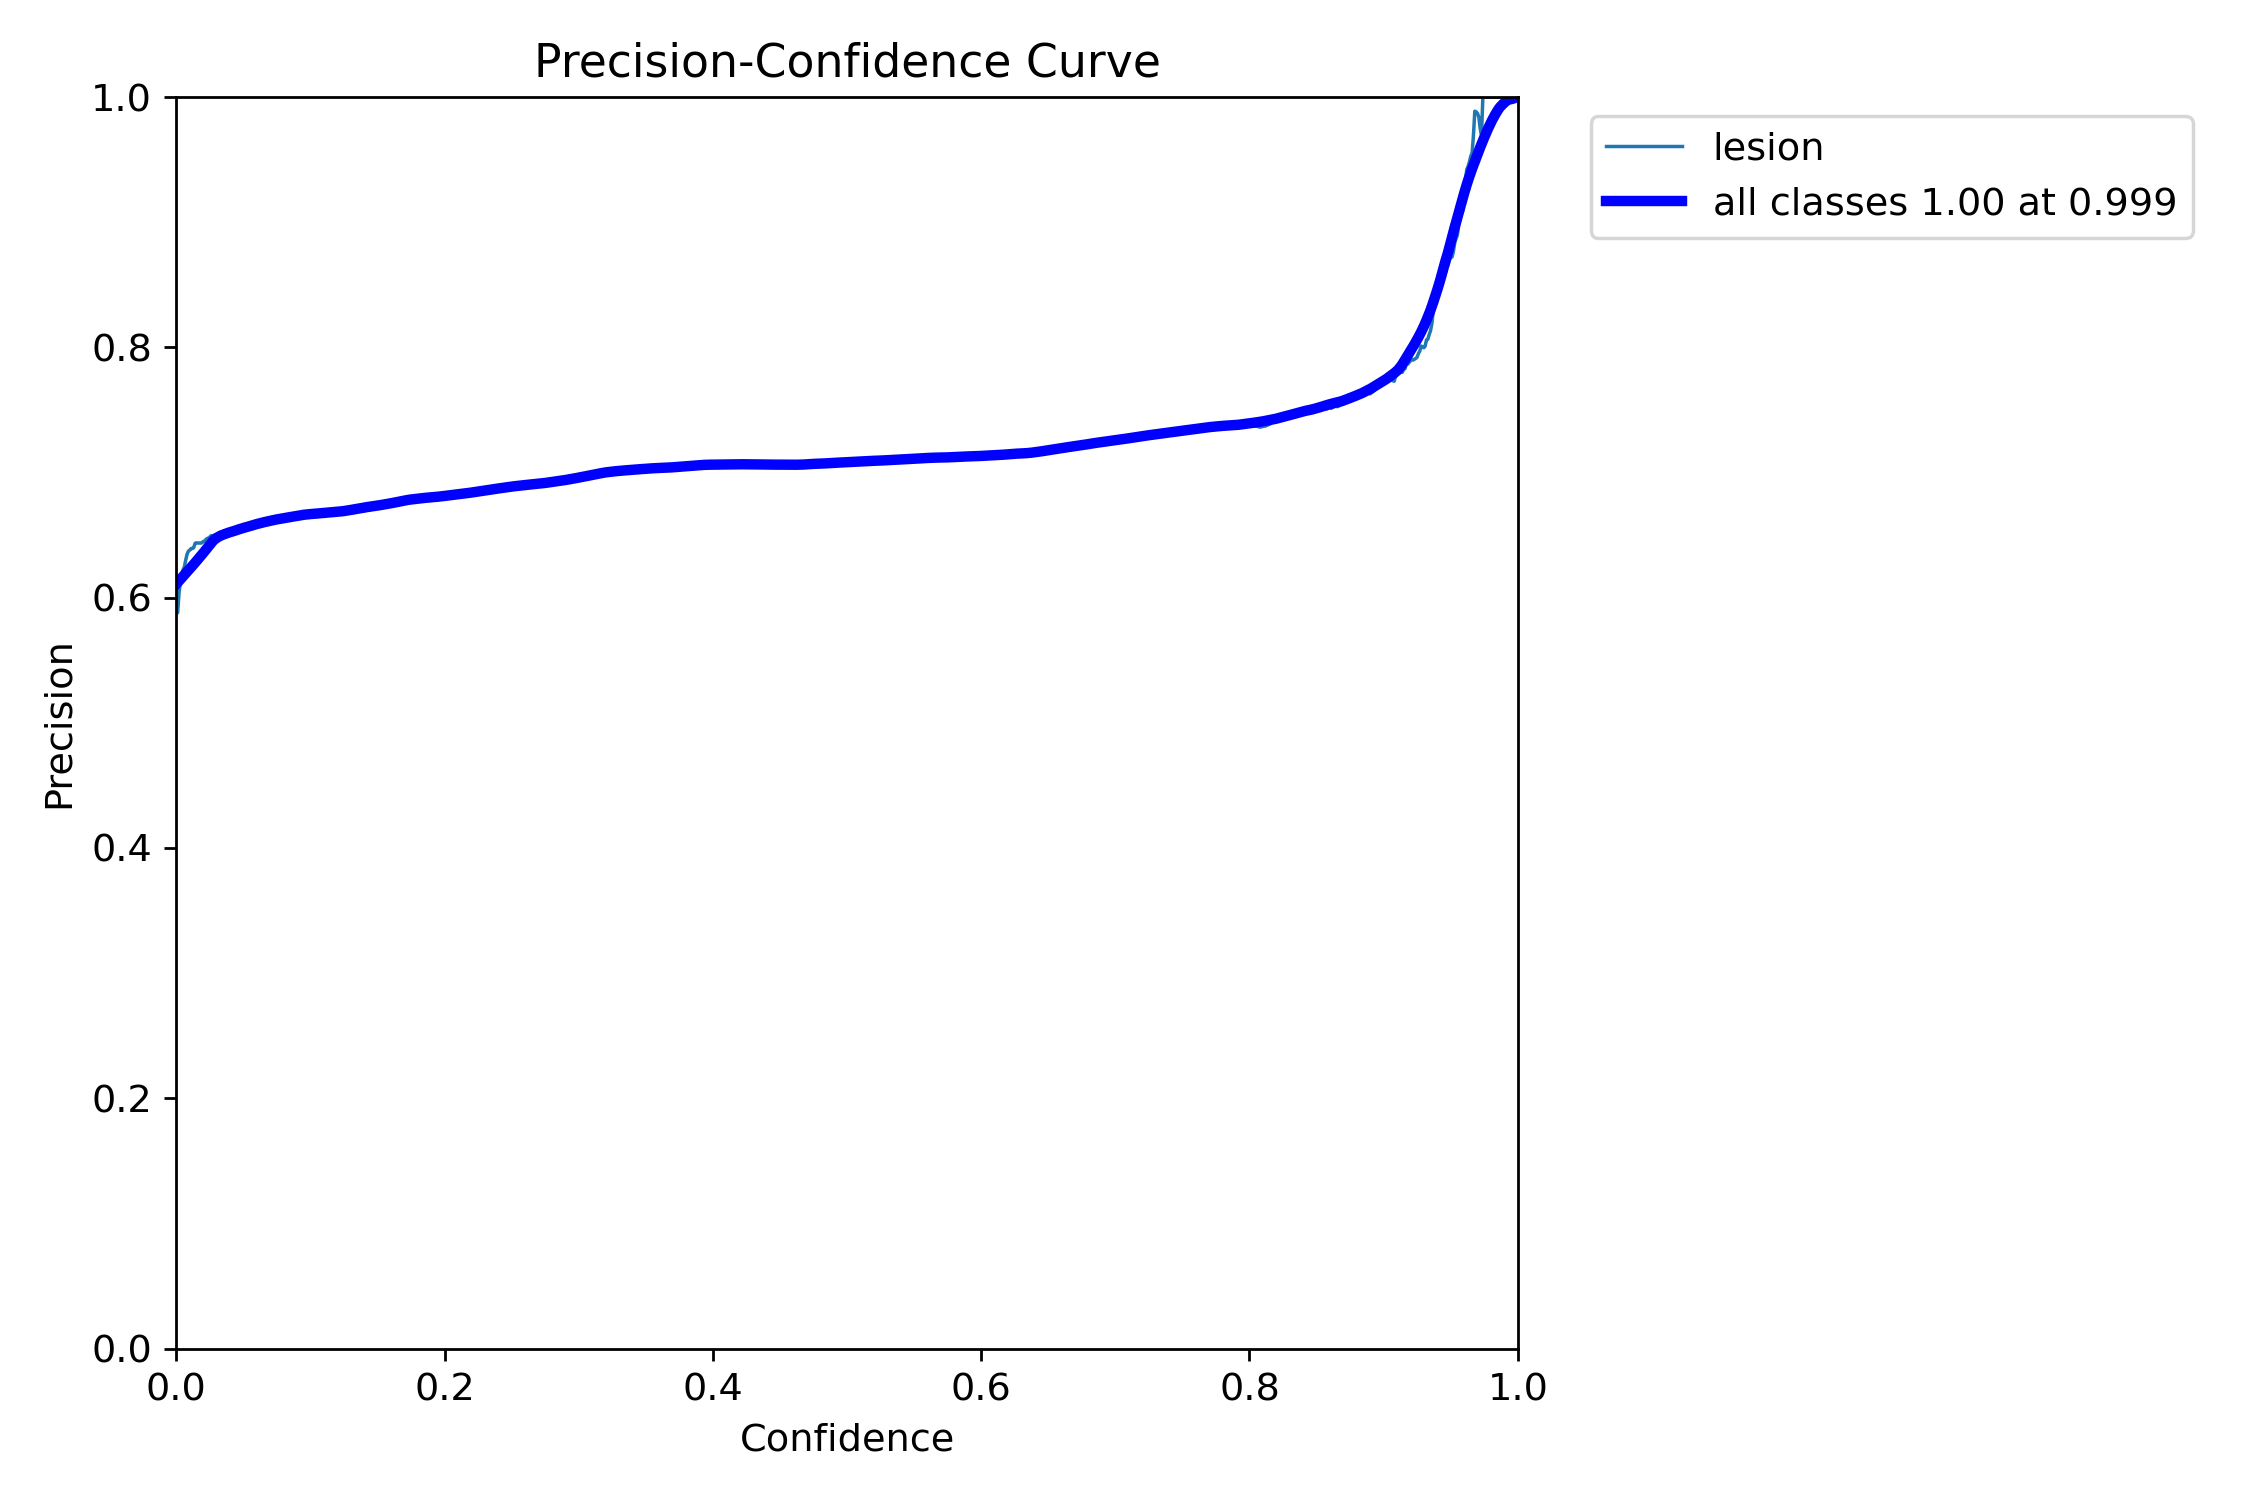 Precision-Confidence Curve
1.0
0.8
0.6
0.4
0.2
0.0
Precision
0.0 0.2 0.4 0.6 0.8 1.0
Confidence
lesion
all classes 1.00 at 0.999